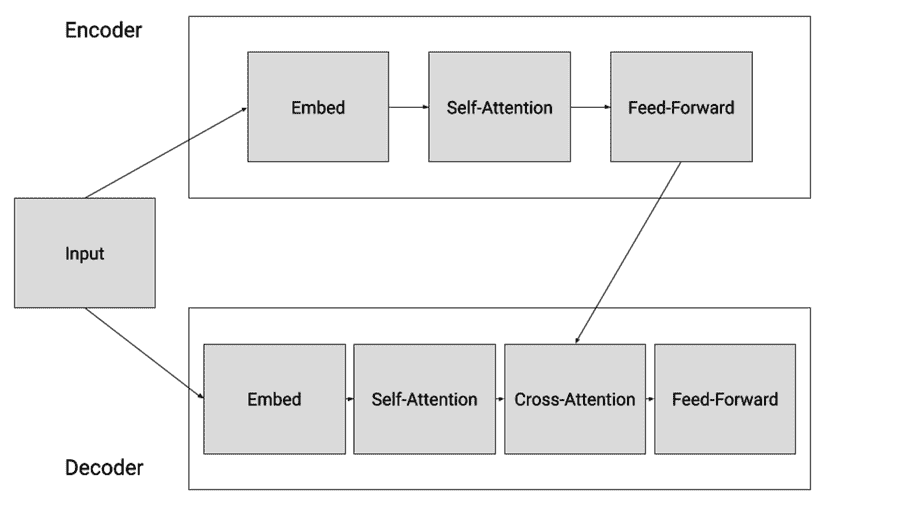 Encoder
Embed
Self-Attention
Feed-Forward
Input
Embed
Self-Attention
Cross-Attention
Feed-Forward
Decoder